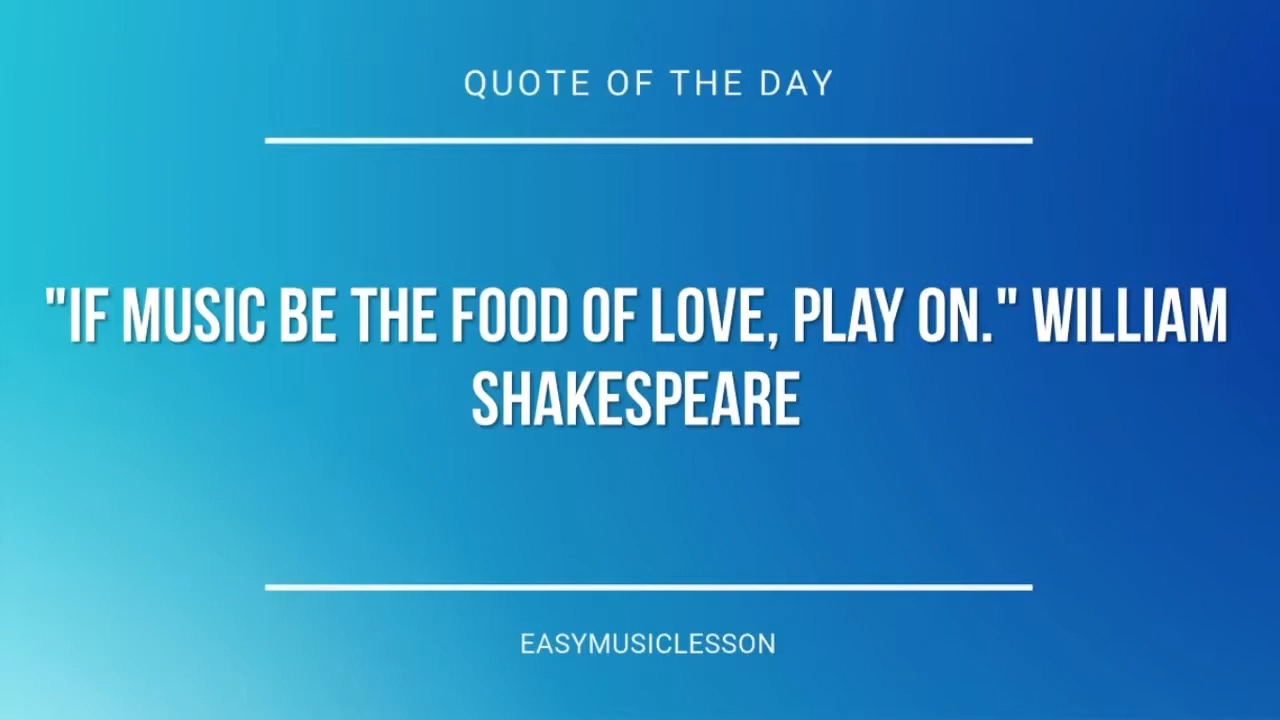 QUOTE OF THE DAY
"IF MUSIC BE THE FOOD OF LOVE, PLAY ON." WILLIAM
SHAKESPEARE
EASYMUSICLESSON